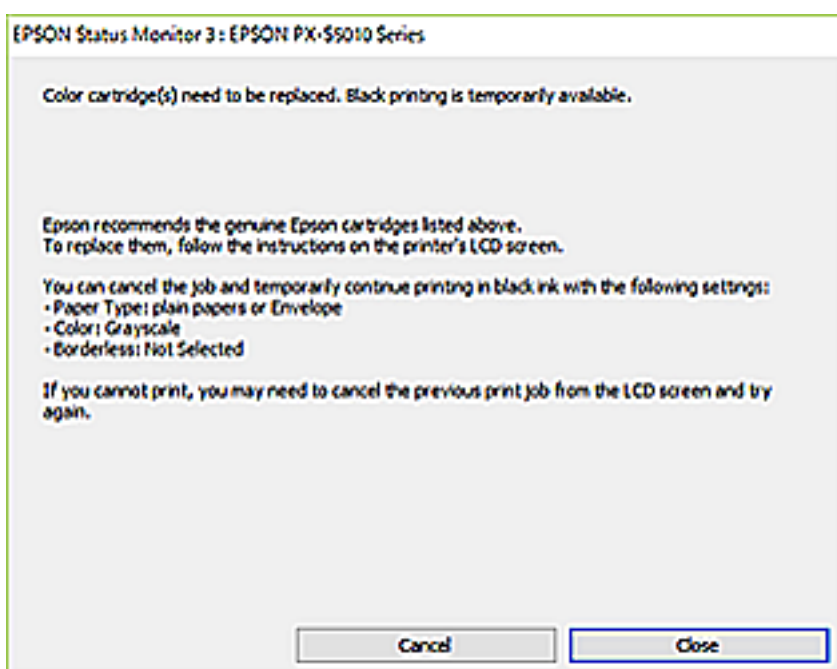 EPSON Status Monitor 3 : EPSON PX-S5010 Series
Color cartridge(s) need to be replaced. Black printing is temporarily available.
Epson recommends the genuine Epson cartridges listed above.
To replace them, follow the instructions on the printer's LCD screen.
You can cancel the job and temporarily continue printing in black ink with the following settings:
- Paper Type: plain papers or Envelope
- Color: Grayscale
- Borderless: Not Selected
If you cannot print, you may need to cancel the previous print job from the LCD screen and try
again.
Cancel
Close